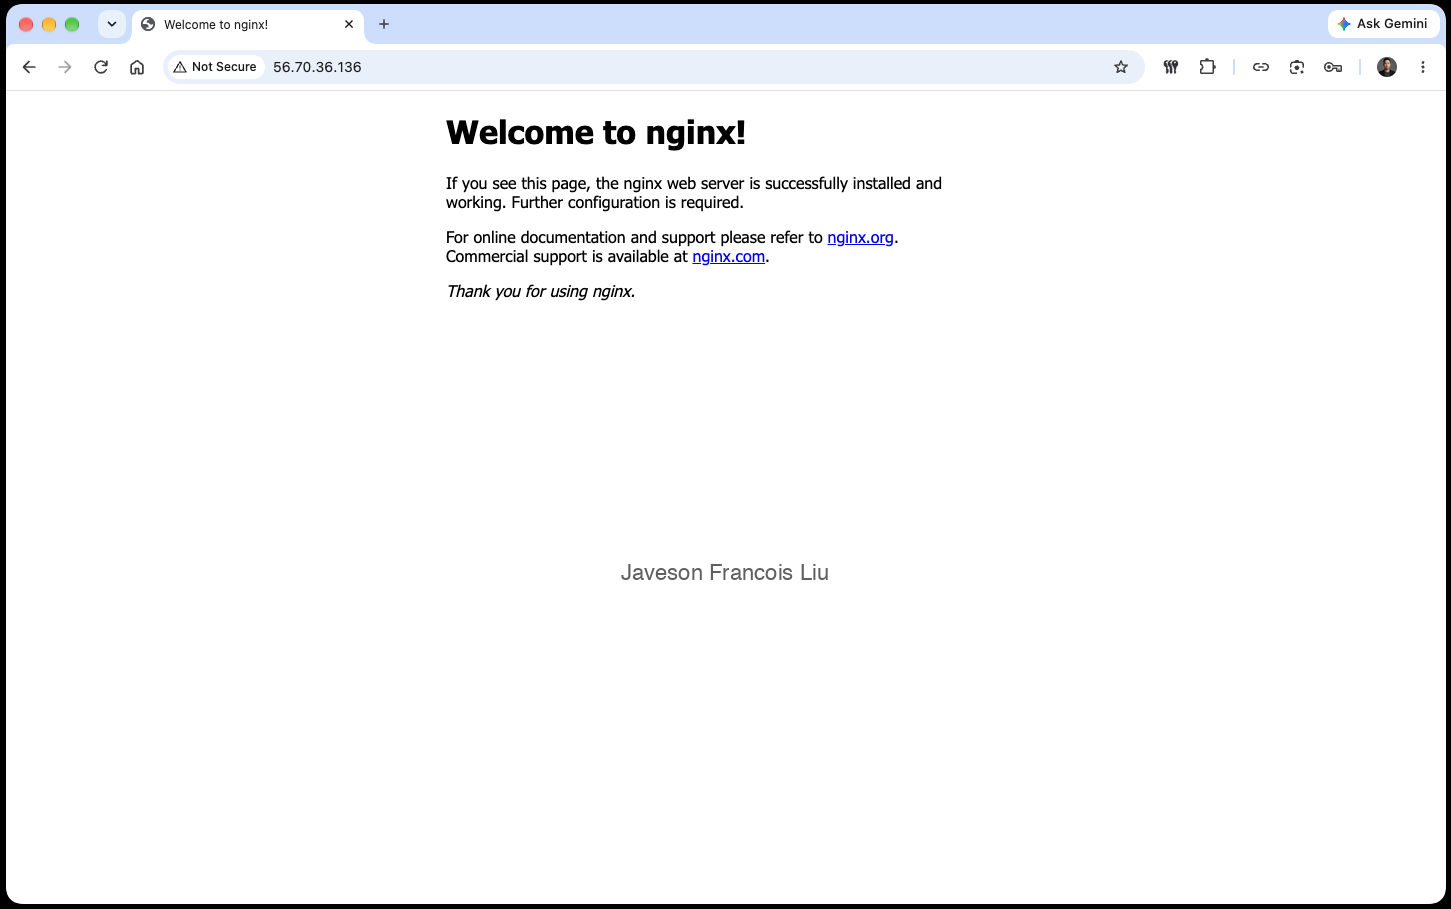 Welcome to nginx!
Ask Gemini
Not Secure
56.70.36.136
Welcome to nginx!
If you see this page, the nginx web server is successfully installed and
working. Further configuration is required.
For online documentation and support please refer to nginx.org.
Commercial support is available at nginx.com.
Thank you for using nginx.
Javeson Francois Liu